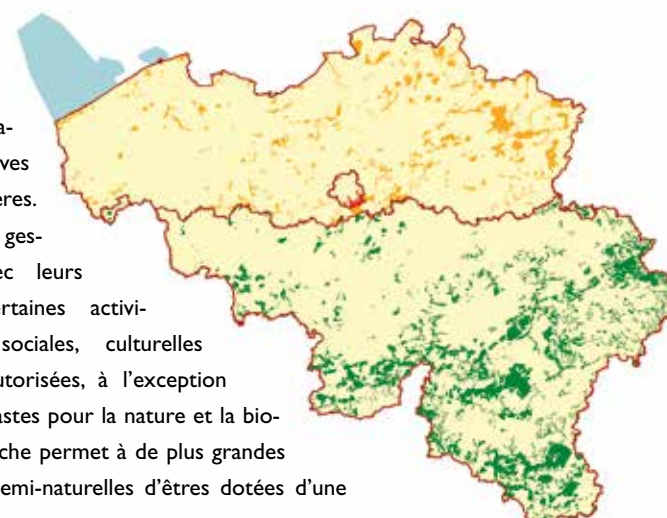 a-
ves
ères.
ges-
ec leurs
ertaines activi-
sociales, culturelles
utorisées, à l'exception
astes pour la nature et la bio-
che permet à de plus grandes
emi-naturelles d'êtres dotées d'une